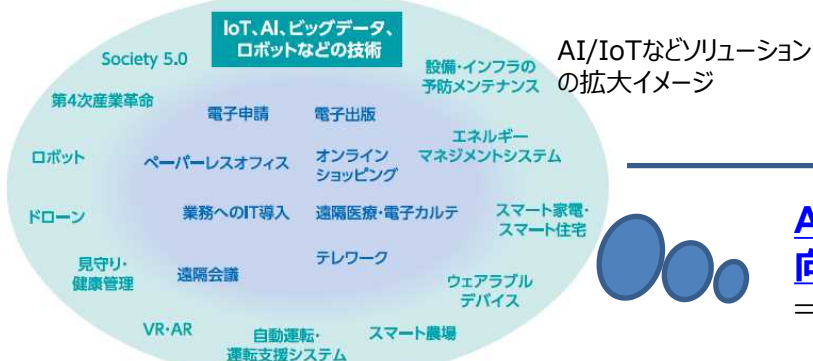 IoT、AI、ビッグデータ、
ロボットなどの技術
AI/IoTなどソリューション
の拡大イメージ
Society 5.0
設備・インフラの
予防メンテナンス
第4次産業革命
電子申請
電子出版
エネルギー
マネジメントシステム
ロボット
ペーパーレスオフィス
オンライン
ショッピング
ドローン
業務へのIT導入
遠隔医療・電子カルテ
スマート家電・
スマート住宅
見守り・
健康管理
遠隔会議
テレワーク
ウェアラブル
デバイス
VR・AR
自動運転・
運転支援システム
スマート農場
A
向
=